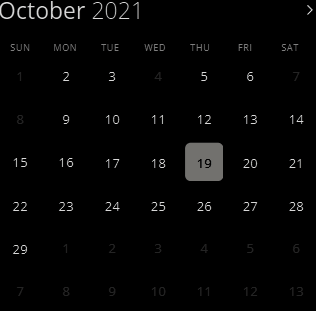 October 2021
SUN MON TUE WED THU FRI SAT
1 2 3 4 5 6 7
8 9 10 11 12 13 14
15 16 17 18 19 20 21
22 23 24 25 26 27 28
29 1 2 3 4 5 6
7 8 9 10 11 12 13